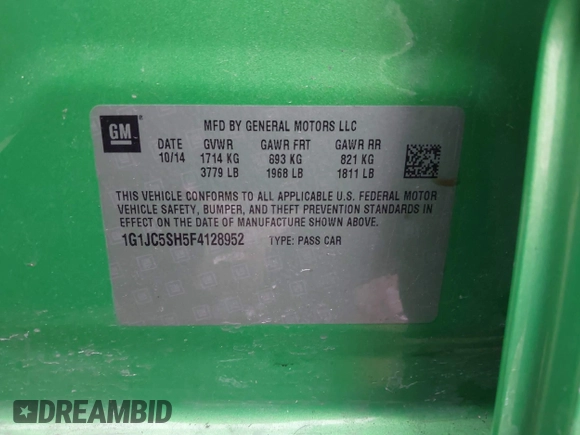 GM
MFD BY GENERAL MOTORS LLC
DATE GVWR GAWR FRT GAWR RR
10/14 1714 KG 693 KG 821 KG
3779 LB 1968 LB 1811 LB
THIS VEHICLE CONFORMS TO ALL APPLICABLE U.S. FEDERAL MOTOR
VEHICLE SAFETY, BUMPER, AND THEFT PREVENTION STANDARDS IN
EFFECT ON THE DATE OF MANUFACTURE SHOWN ABOVE.
1G1JC5SH5F4128952 TYPE: PASS CAR
DREAMBID